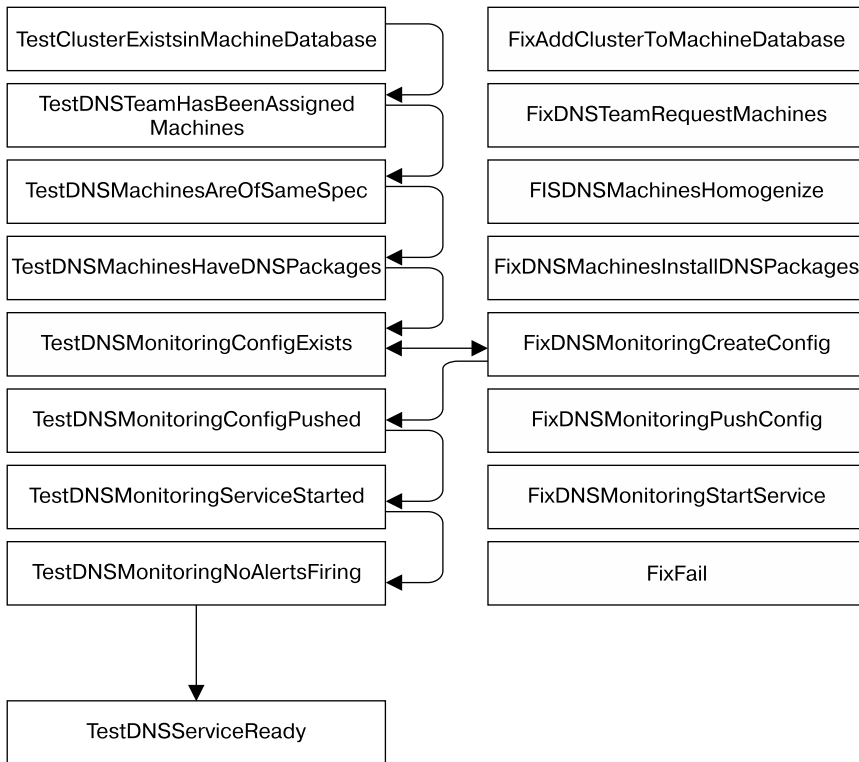 TestClusterExistsinMachineDatabase
FixAddClusterToMachineDatabase
TestDNSTeamHasBeenAssigned
Machines
FixDNSTeamRequestMachines
TestDNSMachinesAreOfSameSpec
FISDNSMachinesHomogenize
TestDNSMachinesHaveDNSPackages
FixDNSMachinesInstallDNSPackages
TestDNSMonitoringConfigExists
FixDNSMonitoringCreateConfig
TestDNSMonitoringConfigPushed
FixDNSMonitoringPushConfig
TestDNSMonitoringServiceStarted
FixDNSMonitoringStartService
TestDNSMonitoringNoAlertsFiring
FixFail
TestDNSServiceReady